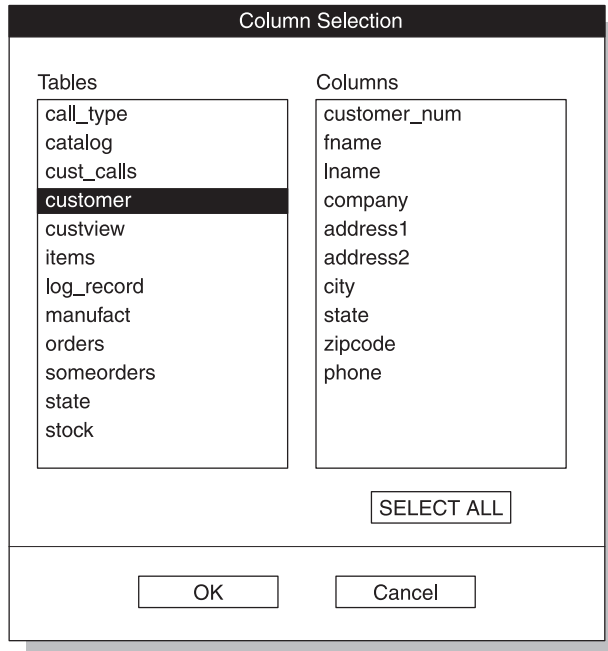 Column Selection
Tables
call_type
catalog
cust_calls
customer
custview
items
log_record
manufact
orders
someorders
state
stock
Columns
customer_num
fname
lname
company
address1
address2
city
state
zipcode
phone
SELECT ALL
OK
Cancel